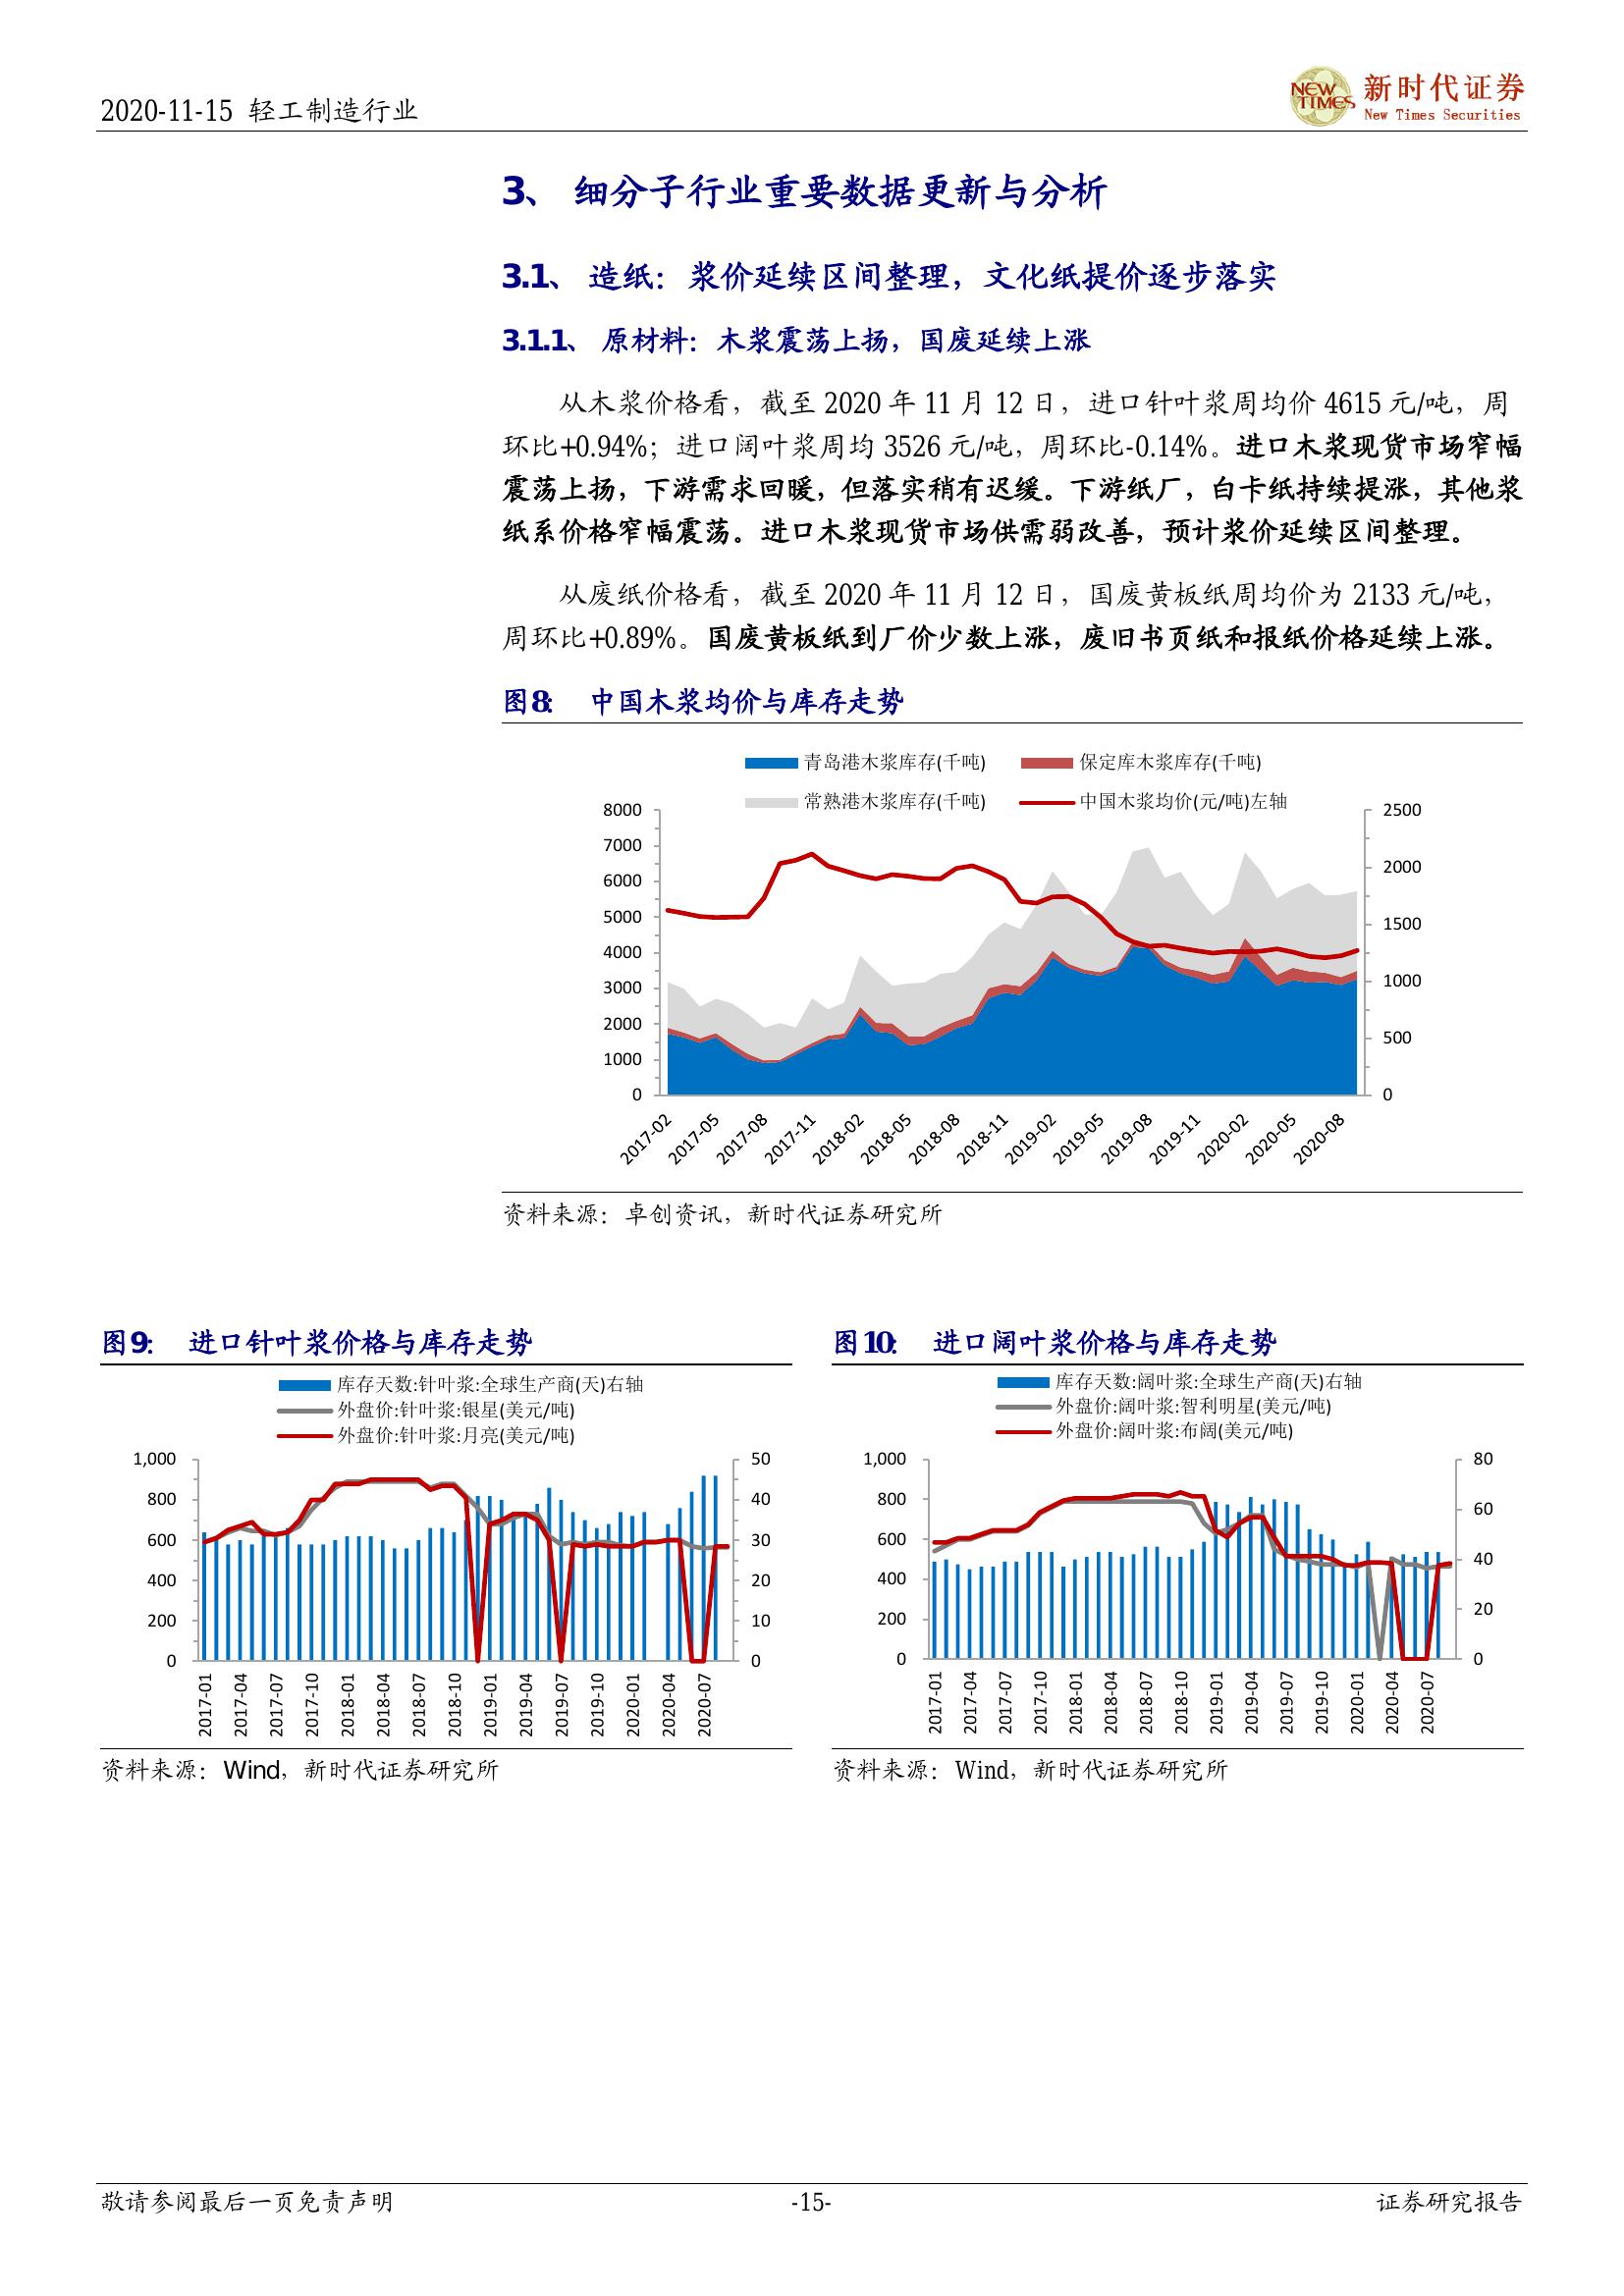 2020-11-15 轻工制造行业
NEW TIMES 新时代证券
New Times Securities
3、 细分子行业重要数据更新与分析
3.1、 造纸：浆价延续区间整理，文化纸提价逐步落实
3.1.1、 原材料：木浆震荡上扬，国废延续上涨
从木浆价格看，截至 2020 年 11 月 12 日，进口针叶浆周均价 4615 元/吨，周
环比+0.94%；进口阔叶浆周均 3526 元/吨，周环比-0.14%。进口木浆现货市场窄幅
震荡上扬，下游需求回暖，但落实稍有迟缓。下游纸厂，白卡纸持续提涨，其他浆
纸系价格窄幅震荡。进口木浆现货市场供需弱改善，预计浆价延续区间整理。
从废纸价格看，截至 2020 年 11 月 12 日，国废黄板纸周均价为 2133 元/吨，
周环比+0.89%。国废黄板纸到厂价少数上涨，废旧书页纸和报纸价格延续上涨。
图8： 中国木浆均价与库存走势
青岛港木浆库存(千吨) 保定库木浆库存(千吨)
常熟港木浆库存(千吨) 中国木浆均价(元/吨)左轴
8000 2500
7000
6000 2000
5000 1500
4000
3000 1000
2000 500
1000
0 0
2017-02 2017-05 2017-08 2017-11 2018-02 2018-05 2018-08 2018-11 2019-02 2019-05 2019-08 2019-11 2020-02 2020-05 2020-08
资料来源：卓创资讯，新时代证券研究所
图9： 进口针叶浆价格与库存走势
库存天数:针叶浆:全球生产商(天)右轴
外盘价:针叶浆:银星(美元/吨)
外盘价:针叶浆:月亮(美元/吨)
1,000 50
800 40
600 30
400 20
200 10
0 0
2017-01 2017-04 2017-07 2017-10 2018-01 2018-04 2018-07 2018-10 2019-01 2019-04 2019-07 2019-10 2020-01 2020-04 2020-07
资料来源：Wind，新时代证券研究所
图10： 进口阔叶浆价格与库存走势
库存天数:阔叶浆:全球生产商(天)右轴
外盘价:阔叶浆:智利明星(美元/吨)
外盘价:阔叶浆:布阔(美元/吨)
1,000 80
800 60
600 40
400
200 20
0 0
2017-01 2017-04 2017-07 2017-10 2018-01 2018-04 2018-07 2018-10 2019-01 2019-04 2019-07 2019-10 2020-01 2020-04 2020-07
资料来源：Wind，新时代证券研究所
敬请参阅最后一页免责声明 -15- 证券研究报告